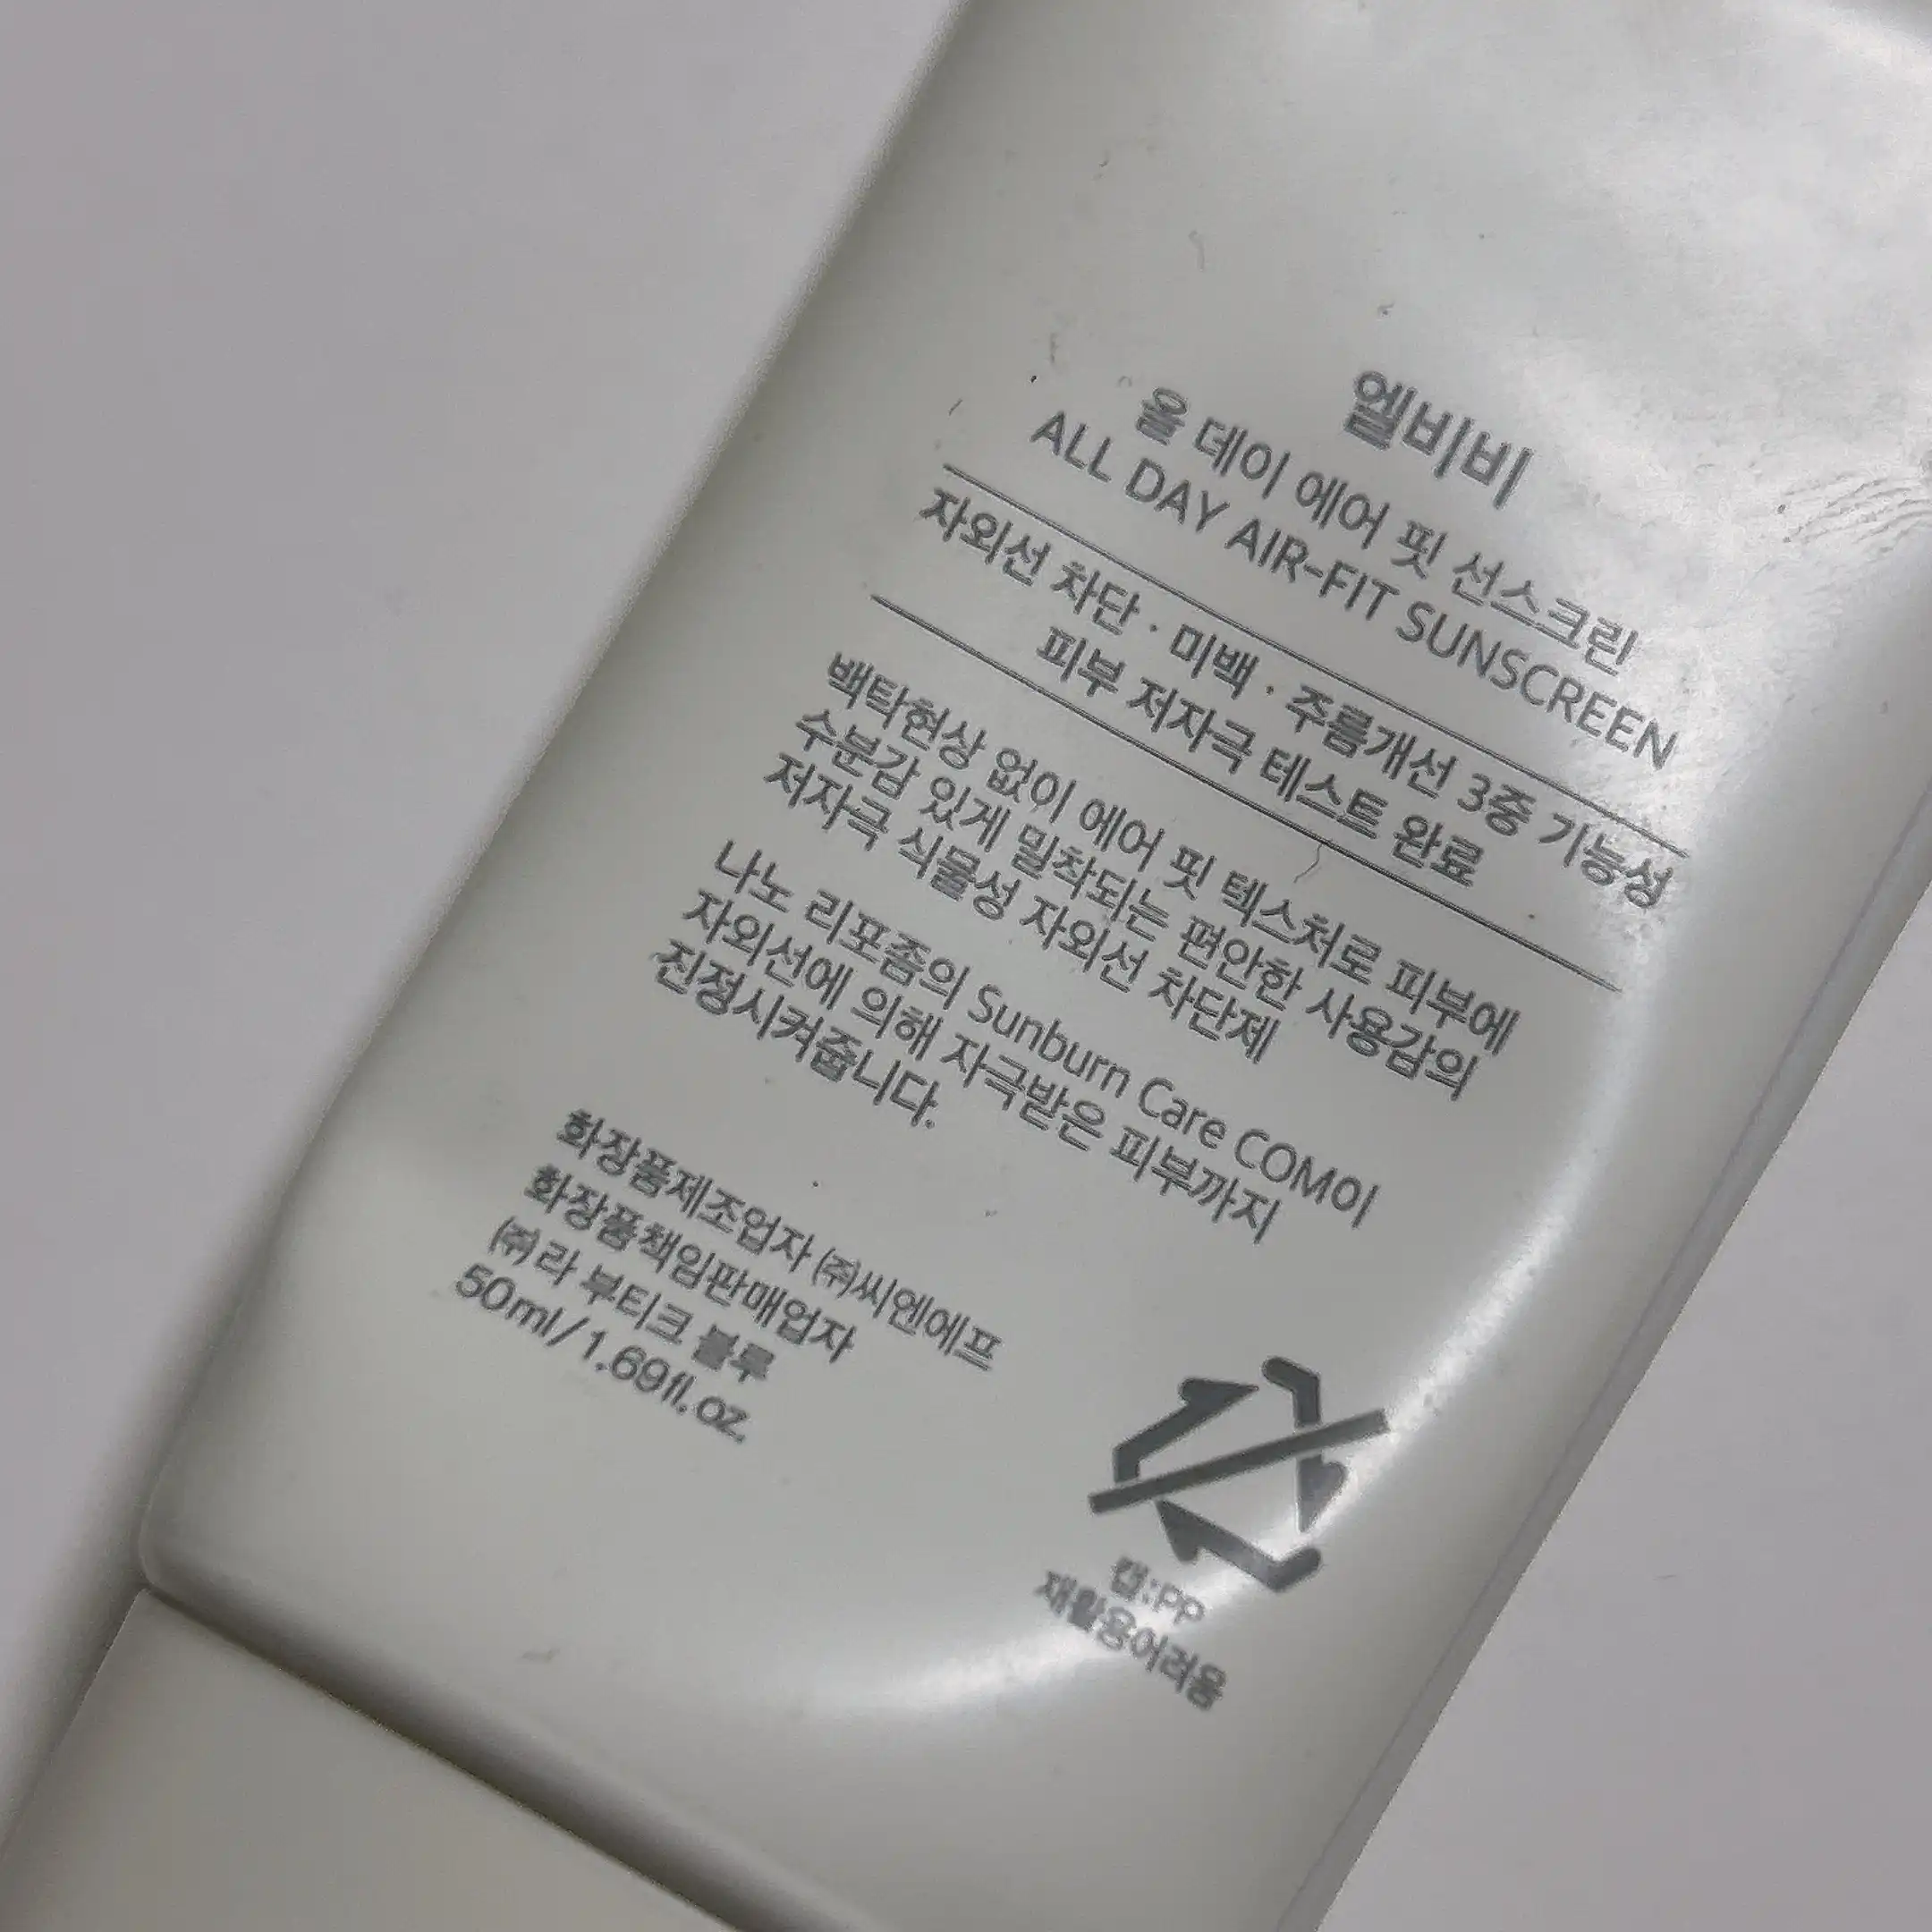 엘비비
올 데이 에어 핏 선스크린
ALL DAY AIR-FIT SUNSCREEN
자외선 차단 · 미백 · 주름개선 3중 기능성
피부 저자극 테스트 완료
백탁현상 없이 에어 핏 텍스처로 피부에
수분감 있게 밀착되는 편안한 사용감의
저자극 식물성 자외선 차단제
나노 리포좀의 Sunburn Care COM이
자외선에 의해 자극받은 피부까지
진정시켜줍니다.
화장품제조업자 ㈜씨엔에프
화장품책임판매업자
㈜라 부티크 블루
50ml/1.69fl.oz.
캡:PP
재활용어려움